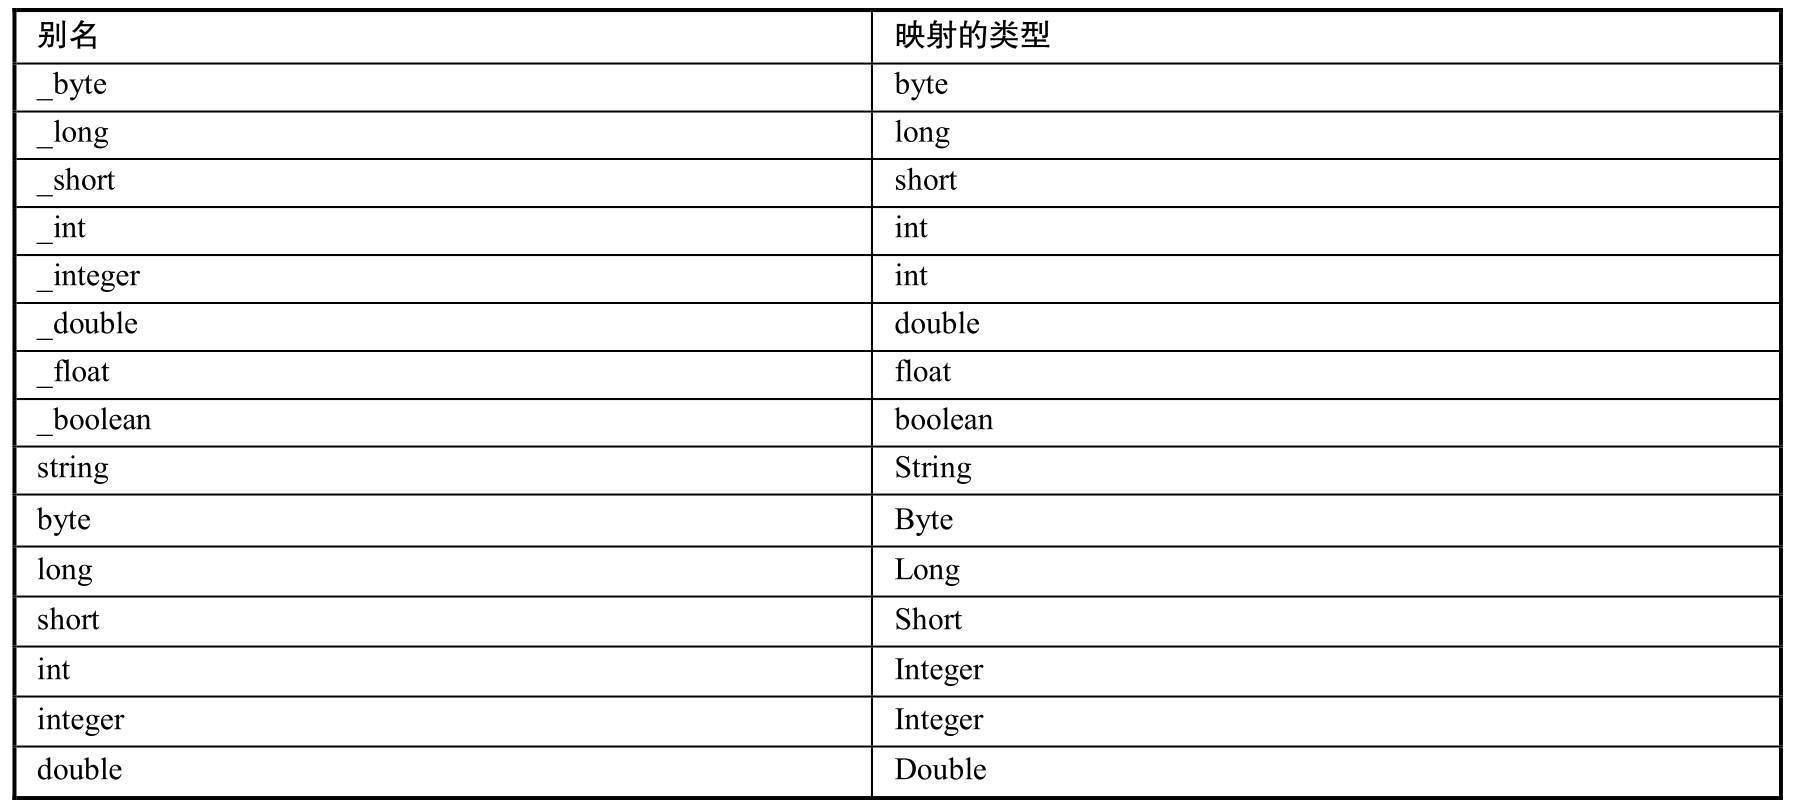 别名 映射的类型
_byte byte
_long long
_short short
_int int
_integer int
_double double
_float float
_boolean boolean
string String
byte Byte
long Long
short Short
int Integer
integer Integer
double Double